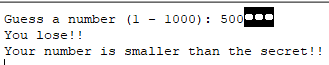 Guess a number (1 - 1000): 500
You lose!!
Your number is smaller than the secret!!